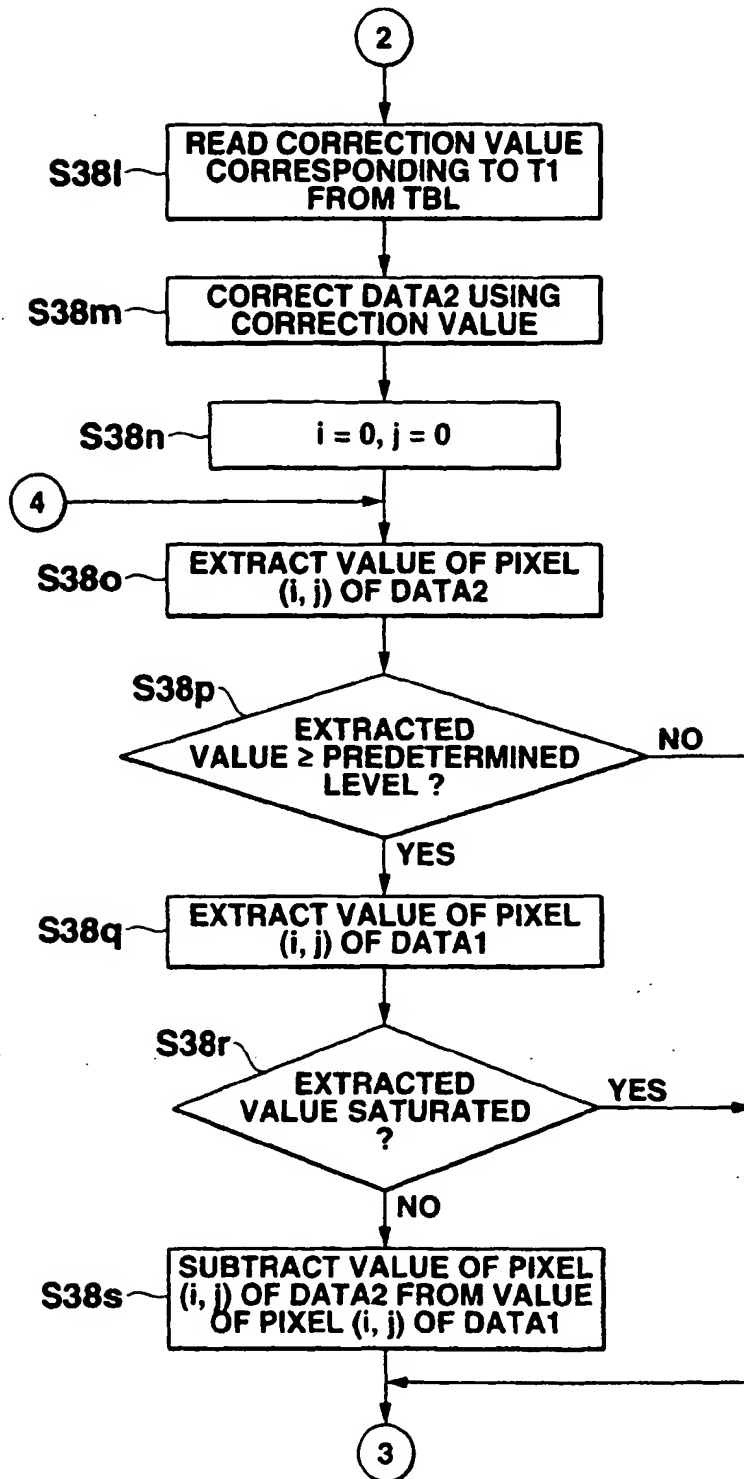 2
S38l
READ CORRECTION VALUE
CORRESPONDING TO T1
FROM TBL
S38m
CORRECT DATA2 USING
CORRECTION VALUE
S38n
i = 0, j = 0
4
S38o
EXTRACT VALUE OF PIXEL
(i, j) OF DATA2
S38p
EXTRACTED
VALUE ≥ PREDETERMINED
LEVEL ?
NO
YES
S38q
EXTRACT VALUE OF PIXEL
(i, j) OF DATA1
S38r
EXTRACTED
VALUE SATURATED
?
YES
NO
S38s
SUBTRACT VALUE OF PIXEL
(i, j) OF DATA2 FROM VALUE
OF PIXEL (i, j) OF DATA1
3